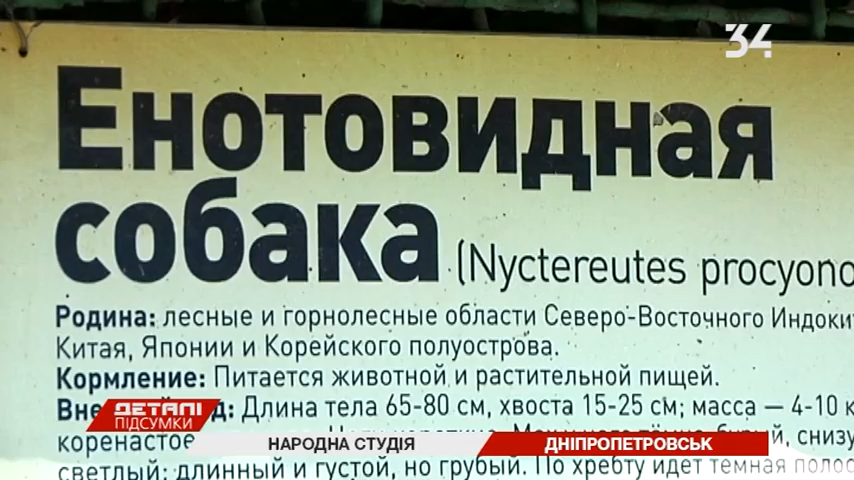 34
Енотовидная
собака (Nyctereutes procyono
Родина: лесные и горнолесные области Северо-Восточного Индоки
Китая, Японии и Корейского полуострова.
Кормление: Питается животной и растительной пищей.
Длина тела 65-80 см, хвоста 15-25 см; масса — 4-10 к
коренастое
снизу
светлый; длинный и густой, но грубый. По хребту идет темная полос
ДЕТАЛІ
ПІДСУМКИ
НАРОДНА СТУДІЯ
ДНІПРОПЕТРОВСЬК